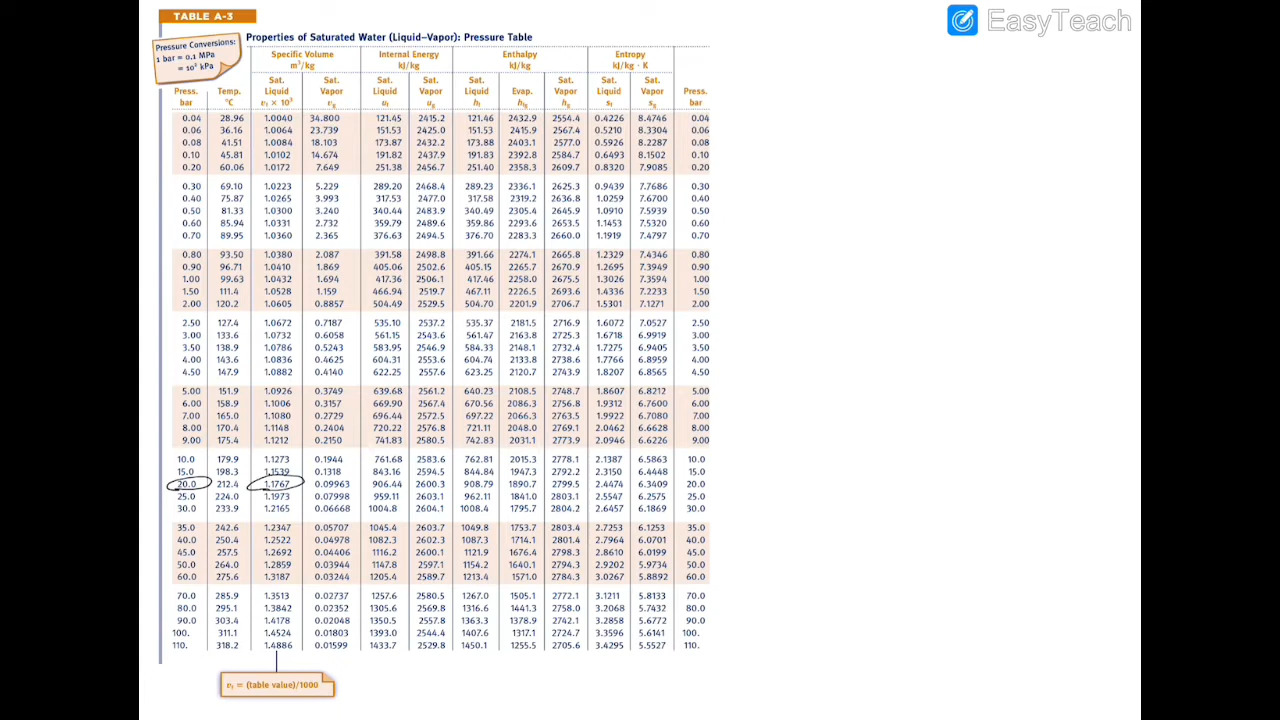 TABLE A-3
EasyTeach
Properties of Saturated Water (Liquid–Vapor): Pressure Table
Pressure Conversions:
1 bar = 0.1 MPa
= 10² kPa
Specific Volume Internal Energy Enthalpy Entropy
m³/kg kJ/kg kJ/kg kJ/kg · K
Sat. Sat. Sat. Sat. Sat. Sat. Sat. Sat.
Press. Temp. Liquid Vapor Liquid Vapor Liquid Evap. Vapor Liquid Vapor Press.
bar °C vf × 10³ vg uf ug hf hfg hg sf sg bar
0.04 28.96 1.0040 34.800 121.45 2415.2 121.46 2432.9 2554.4 0.4226 8.4746 0.04
0.06 36.16 1.0064 23.739 151.53 2425.0 151.53 2415.9 2567.4 0.5210 8.3304 0.06
0.08 41.51 1.0084 18.103 173.87 2432.2 173.88 2403.1 2577.0 0.5926 8.2287 0.08
0.10 45.81 1.0102 14.674 191.82 2437.9 191.83 2392.8 2584.7 0.6493 8.1502 0.10
0.20 60.06 1.0172 7.649 251.38 2456.7 251.40 2358.3 2609.7 0.8320 7.9085 0.20
0.30 69.10 1.0223 5.229 289.20 2468.4 289.23 2336.1 2625.3 0.9439 7.7686 0.30
0.40 75.87 1.0265 3.993 317.53 2477.0 317.58 2319.2 2636.8 1.0259 7.6700 0.40
0.50 81.33 1.0300 3.240 340.44 2483.9 340.49 2305.4 2645.9 1.0910 7.5939 0.50
0.60 85.94 1.0331 2.732 359.79 2489.6 359.86 2293.6 2653.5 1.1453 7.5320 0.60
0.70 89.95 1.0360 2.365 376.63 2494.5 376.70 2283.3 2660.0 1.1919 7.4797 0.70
0.80 93.50 1.0380 2.087 391.58 2498.8 391.66 2274.1 2665.8 1.2329 7.4346 0.80
0.90 96.71 1.0410 1.869 405.06 2502.6 405.15 2265.7 2670.9 1.2695 7.3949 0.90
1.00 99.63 1.0432 1.694 417.36 2506.1 417.46 2258.0 2675.5 1.3026 7.3594 1.00
1.50 111.4 1.0528 1.159 466.94 2519.7 467.11 2226.5 2693.6 1.4336 7.2233 1.50
2.00 120.2 1.0605 0.8857 504.49 2529.5 504.70 2201.9 2706.7 1.5301 7.1271 2.00
2.50 127.4 1.0672 0.7187 535.10 2537.2 535.37 2181.5 2716.9 1.6072 7.0527 2.50
3.00 133.6 1.0732 0.6058 561.15 2543.6 561.47 2163.8 2725.3 1.6718 6.9919 3.00
3.50 138.9 1.0786 0.5243 583.95 2546.9 584.33 2148.1 2732.4 1.7275 6.9405 3.50
4.00 143.6 1.0836 0.4625 604.31 2553.6 604.74 2133.8 2738.6 1.7766 6.8959 4.00
4.50 147.9 1.0882 0.4140 622.25 2557.6 623.25 2120.7 2743.9 1.8207 6.8565 4.50
5.00 151.9 1.0926 0.3749 639.68 2561.2 640.23 2108.5 2748.7 1.8607 6.8212 5.00
6.00 158.9 1.1006 0.3157 669.90 2567.4 670.56 2086.3 2756.8 1.9312 6.7600 6.00
7.00 165.0 1.1080 0.2729 696.44 2572.5 697.22 2066.3 2763.5 1.9922 6.7080 7.00
8.00 170.4 1.1148 0.2404 720.22 2576.8 721.11 2048.0 2769.1 2.0462 6.6628 8.00
9.00 175.4 1.1212 0.2150 741.83 2580.5 742.83 2031.1 2773.9 2.0946 6.6226 9.00
10.0 179.9 1.1273 0.1944 761.68 2583.6 762.81 2015.3 2778.1 2.1387 6.5863 10.0
15.0 198.3 1.1539 0.1318 843.16 2594.5 844.84 1947.3 2792.2 2.3150 6.4448 15.0
20.0 212.4 1.1767 0.09963 906.44 2600.3 908.79 1890.7 2799.5 2.4474 6.3409 20.0
25.0 224.0 1.1973 0.07998 959.11 2603.1 962.11 1841.0 2803.1 2.5547 6.2575 25.0
30.0 233.9 1.2165 0.06668 1004.8 2604.1 1008.4 1795.7 2804.2 2.6457 6.1869 30.0
35.0 242.6 1.2347 0.05707 1045.4 2603.7 1049.8 1753.7 2803.4 2.7253 6.1253 35.0
40.0 250.4 1.2522 0.04978 1082.3 2602.3 1087.3 1714.1 2801.4 2.7964 6.0701 40.0
45.0 257.5 1.2692 0.04406 1116.2 2600.1 1121.9 1676.4 2798.3 2.8610 6.0199 45.0
50.0 264.0 1.2859 0.03944 1147.8 2597.1 1154.2 1640.1 2794.3 2.9202 5.9734 50.0
60.0 275.6 1.3187 0.03244 1205.4 2589.7 1213.4 1571.0 2784.3 3.0267 5.8892 60.0
70.0 285.9 1.3513 0.02737 1257.6 2580.5 1267.0 1505.1 2772.1 3.1211 5.8133 70.0
80.0 295.1 1.3842 0.02352 1305.6 2569.8 1316.6 1441.3 2758.0 3.2068 5.7432 80.0
90.0 303.4 1.4178 0.02048 1350.5 2557.8 1363.3 1378.9 2742.1 3.2858 5.6772 90.0
100. 311.1 1.4524 0.01803 1393.0 2544.4 1407.6 1317.1 2724.7 3.3596 5.6141 100.
110. 318.2 1.4886 0.01599 1433.7 2529.8 1450.1 1255.5 2705.6 3.4295 5.5527 110.
vf = (table value)/1000